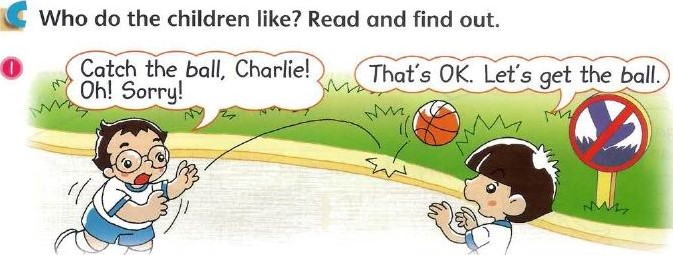 C Who do the children like? Read and find out.
1
Catch the ball, Charlie!
Oh! Sorry!
That's OK. Let's get the ball.